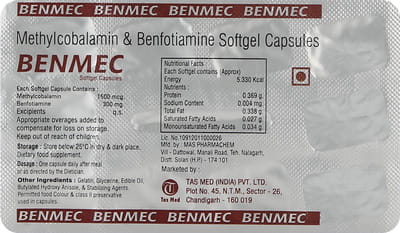 BENMEC BENMEC BENMEC BENMEC BENMEC
Methylcobalamin & Benfotiamine Softgel Capsules
BENMEC
Softgel Capsules
Each Softgel Capsule Contains :
Methylcobalamin 1500 mcg.
Benfotiamine 300 mg.
Excipients q.s.
Appropriate overages added to
compensate for loss on storage.
Keep out of reach of children.
Storage : Store below 25°C in dry & dark place.
Dietary food supplement.
Dosage : One capsule daily after meal
or as directed by the Dietician.
Other Ingredients : Gelatin, Glycerine, Edible Oil,
Butylated Hydroxy Anisole, & Stabilizing Agents.
Permitted food Colour & class II preservative
used in capsules.
Nutritional Facts
Each Softgel contains (Approx)
Energy 5.330 Kcal
Nutrients :
Protein 0.369 g.
Sodium Content 0.004 mg
Total Fat 0.338 g
Saturated Fatty Acids 0.027 g.
Monounsaturated Fatty Acids 0.034 g.
Lic. No.10912011000026
Mfd by : MAS PHARMACHEM
Vill - Dattowal, Manali Road, Teh. Nalagarh,
Distt. Solan (H.P.) - 174 101
Marketed by :
Tas Med
TAS MED (INDIA) PVT. LTD.
Plot No. 45, N.T.M., Sector - 26,
Chandigarh - 160 019
BENMEC BENMEC BENMEC BENMEC BENMEC